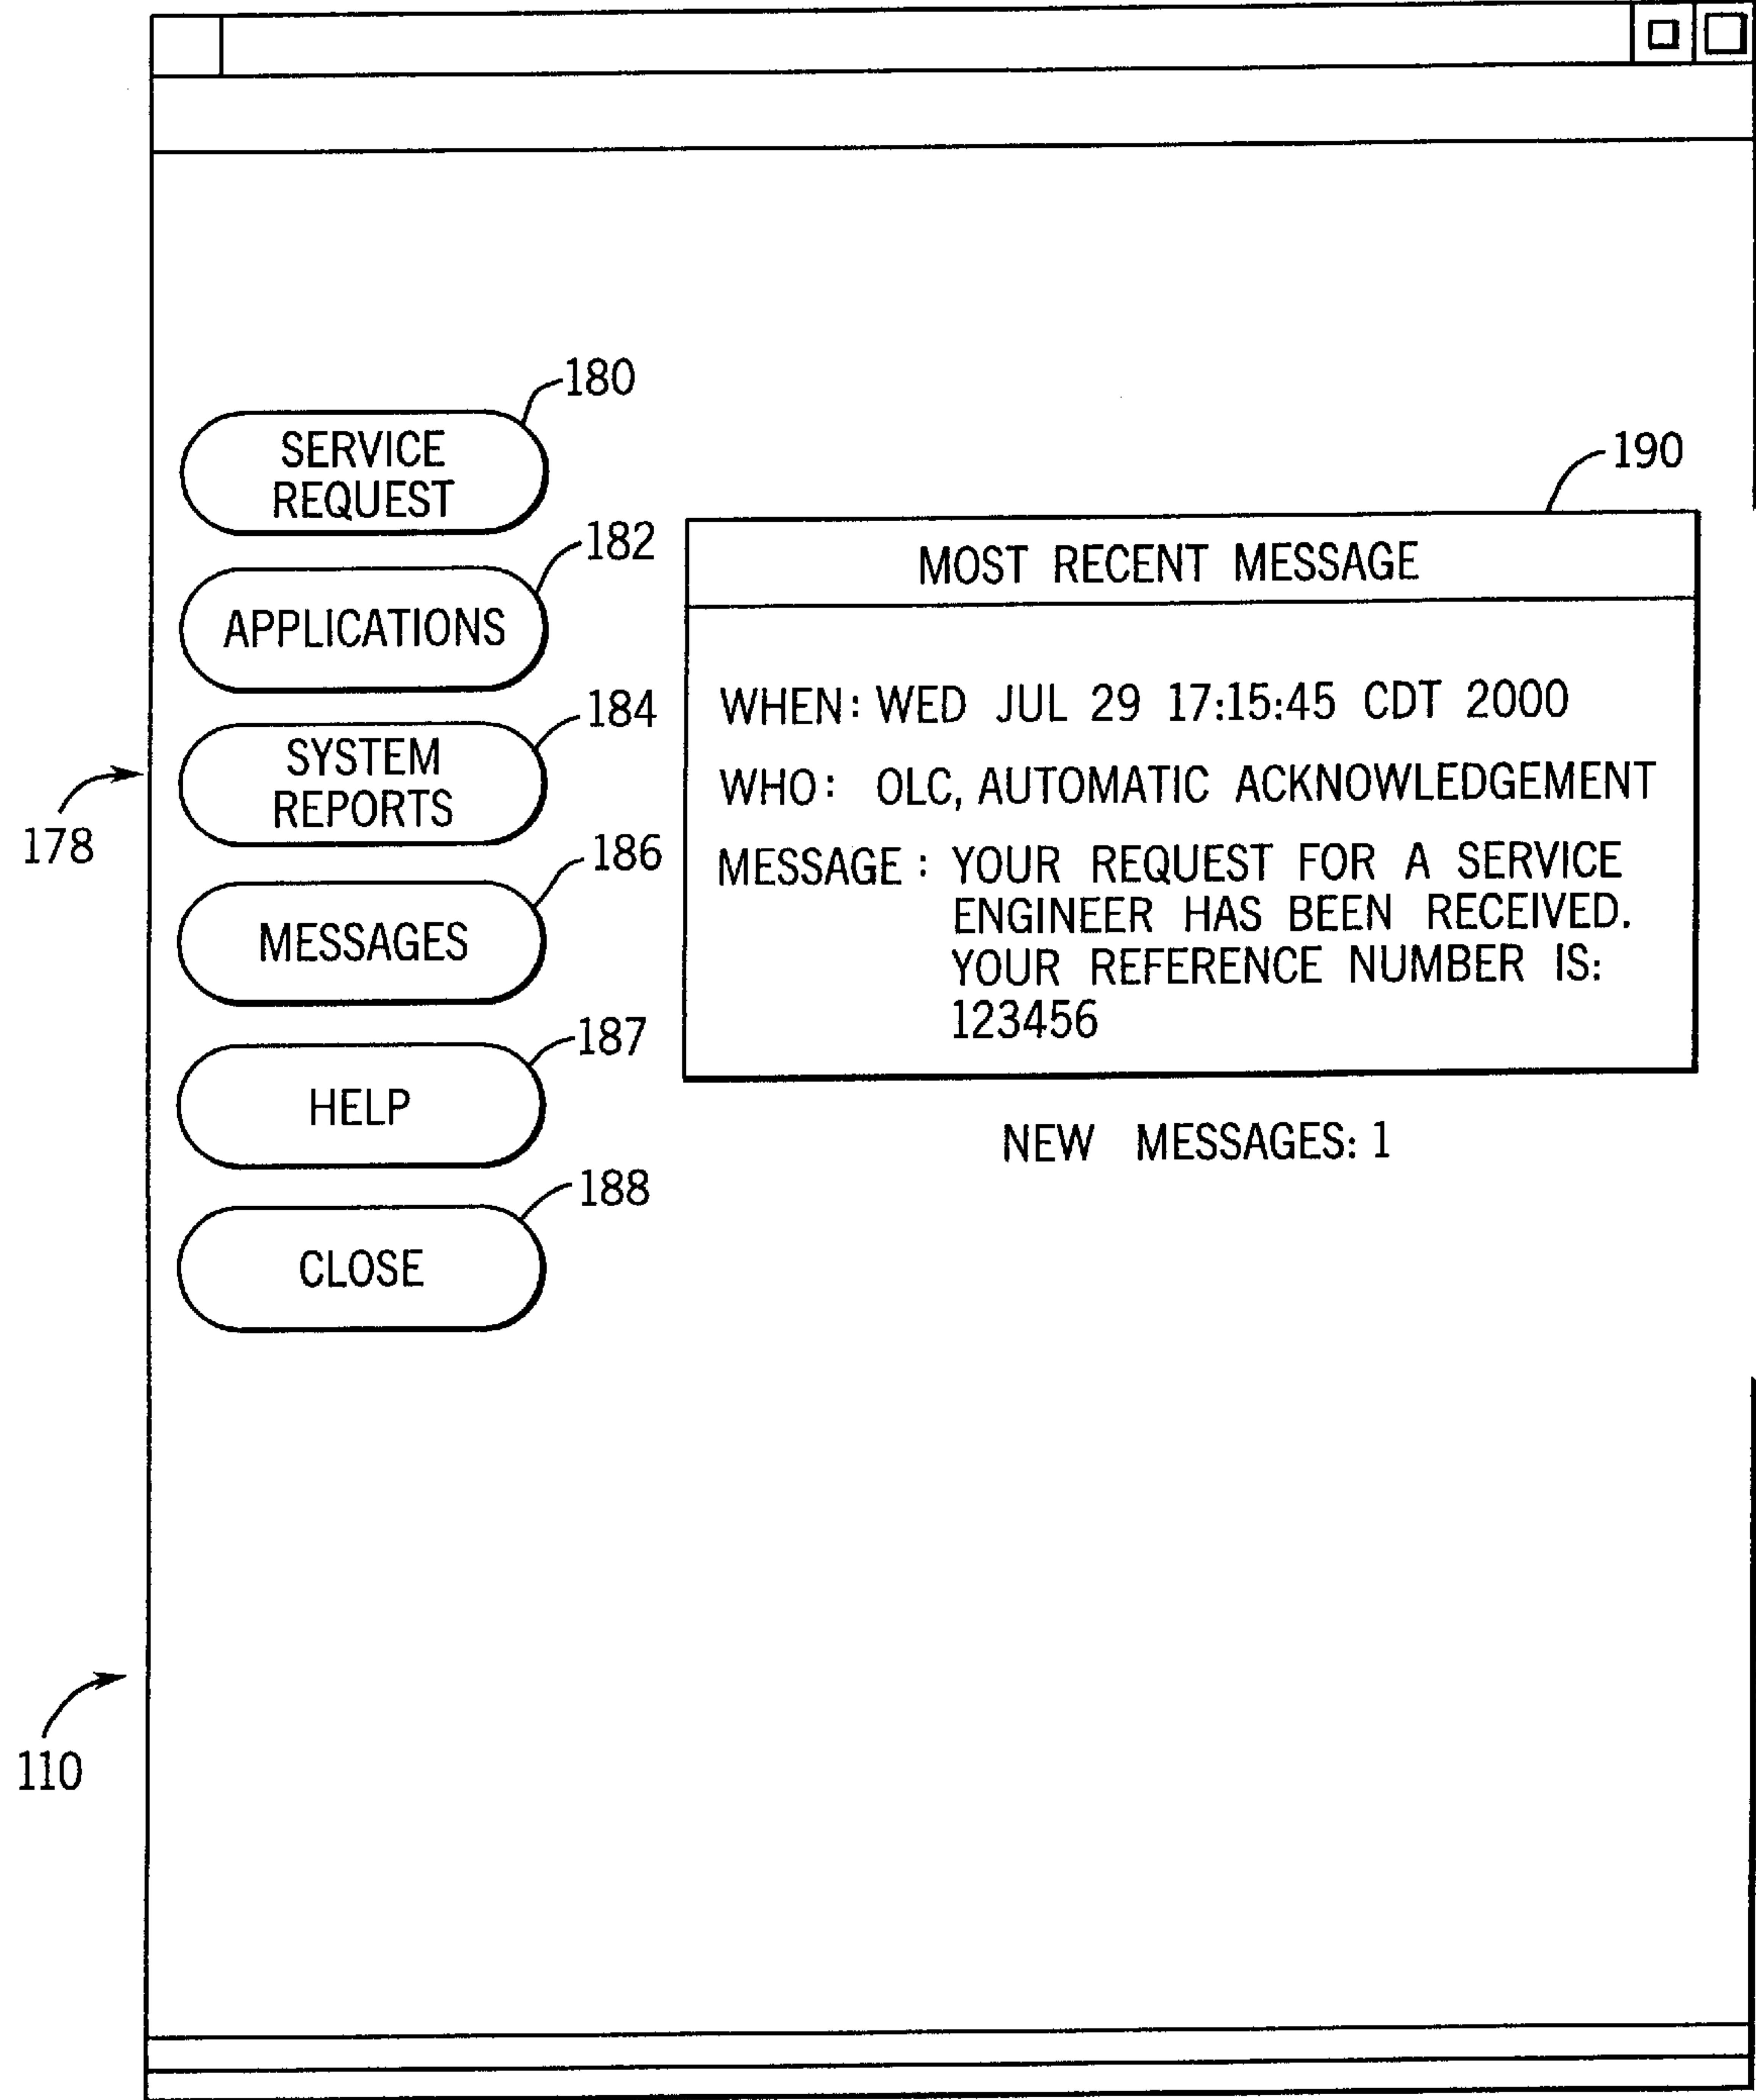 180
SERVICE
REQUEST
182
APPLICATIONS
184
SYSTEM
REPORTS
178
186
MESSAGES
187
HELP
188
CLOSE
190
MOST RECENT MESSAGE
WHEN: WED JUL 29 17:15:45 CDT 2000
WHO: OLC, AUTOMATIC ACKNOWLEDGEMENT
MESSAGE: YOUR REQUEST FOR A SERVICE
ENGINEER HAS BEEN RECEIVED.
YOUR REFERENCE NUMBER IS:
123456
NEW MESSAGES: 1
110